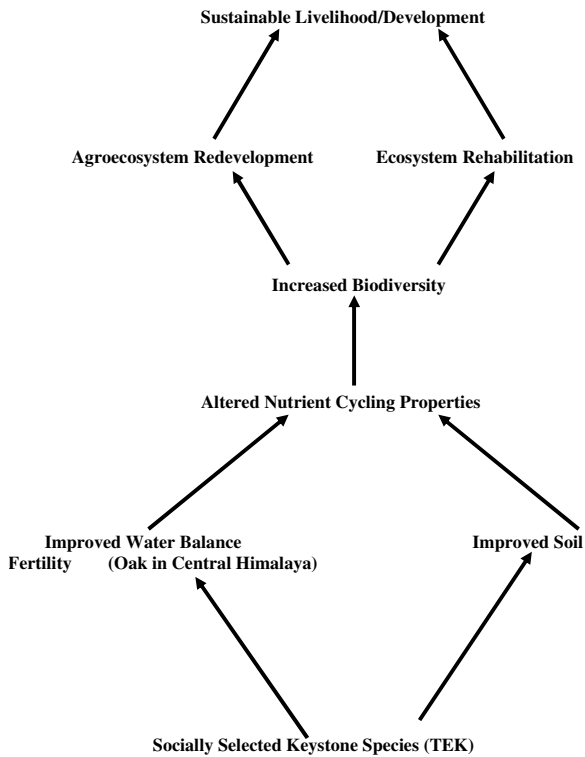 Sustainable Livelihood/Development
Agroecosystem Redevelopment
Ecosystem Rehabilitation
Increased Biodiversity
Altered Nutrient Cycling Properties
Improved Water Balance
Improved Soil
Fertility (Oak in Central Himalaya)
Socially Selected Keystone Species (TEK)